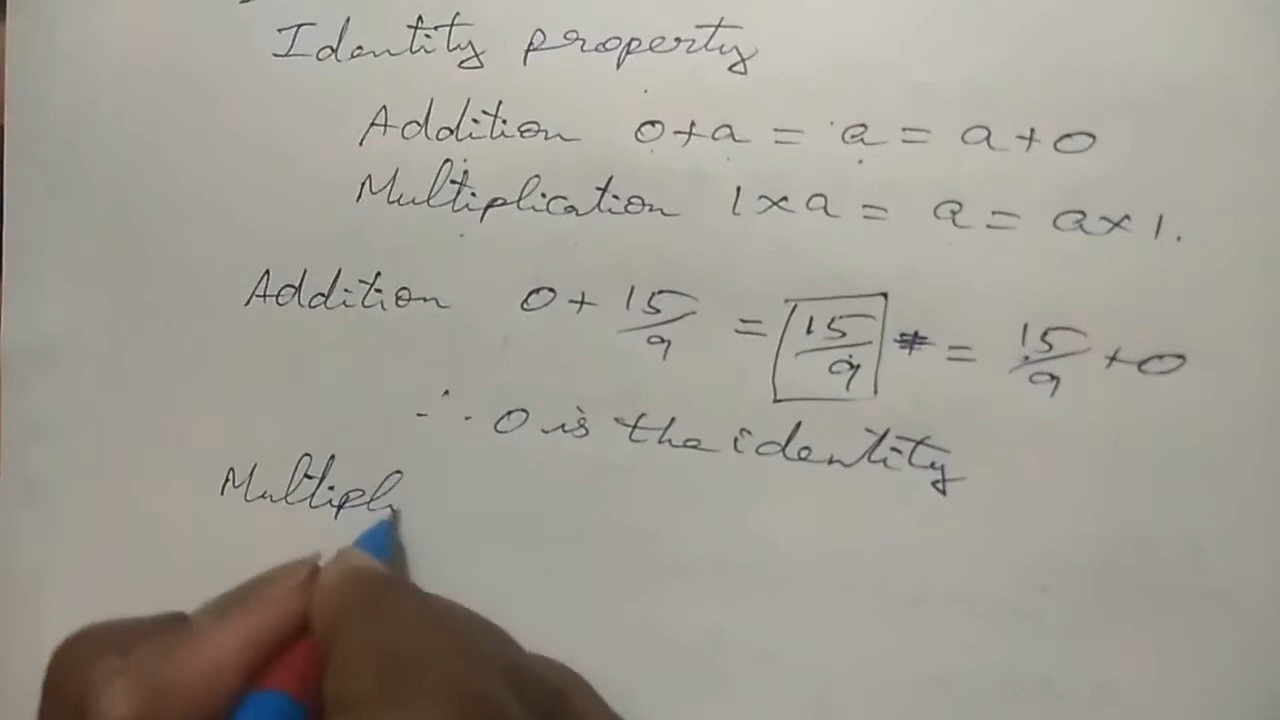 Identity property
Addition 0+a = a = a+0
Multiplication 1×a = a = a×1.
Addition 0+ 15/9 = 15/9 = 15/9 +0
∴ 0 is the identity
Multipl